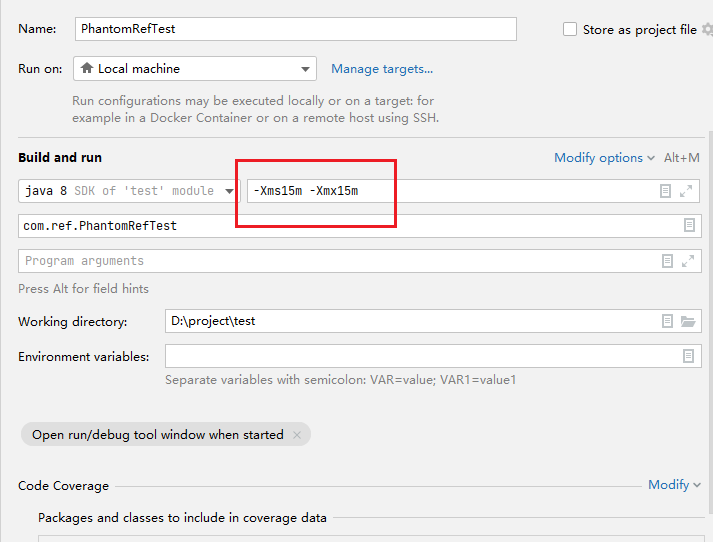 Name: PhantomRefTest Store as project file
Run on: Local machine Manage targets...
Run configurations may be executed locally or on a target: for
example in a Docker Container or on a remote host using SSH.
Build and run Modify options Alt+M
java 8 SDK of 'test' module -Xms15m -Xmx15m
com.ref.PhantomRefTest
Program arguments
Press Alt for field hints
Working directory: D:\project\test
Environment variables:
Separate variables with semicolon: VAR=value; VAR1=value1
Open run/debug tool window when started ×
Code Coverage Modify
Packages and classes to include in coverage data